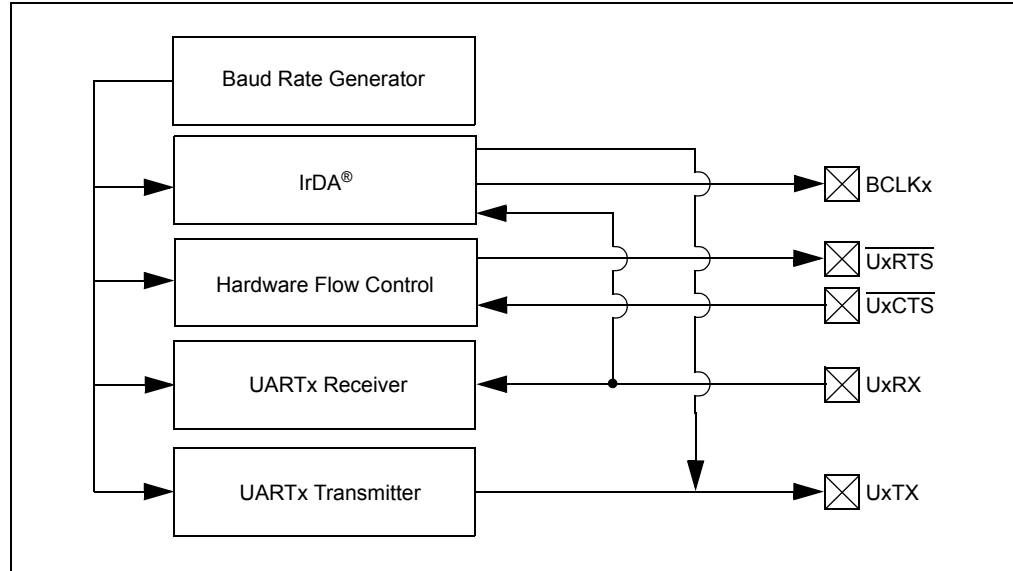 Baud Rate Generator
IrDA®
BCLKx
Hardware Flow Control
UxRTS
UxCTS
UARTx Receiver
UxRX
UARTx Transmitter
UxTX